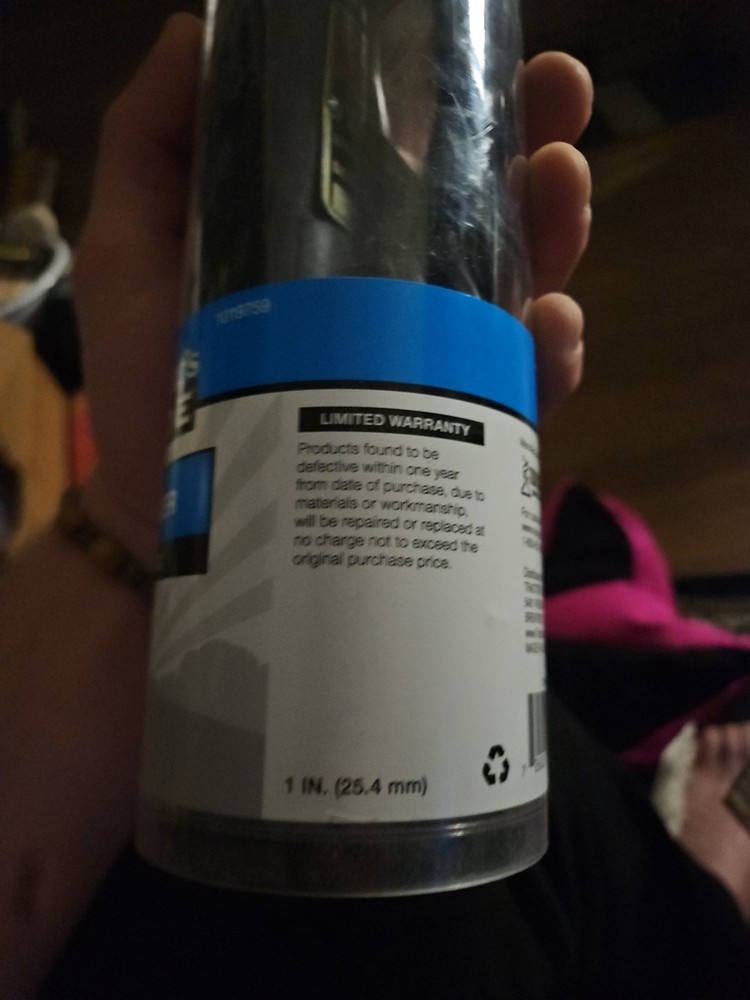 1019759
LIMITED WARRANTY
Products found to be
defective within one year
from date of purchase, due to
materials or workmanship,
will be repaired or replaced at
no charge not to exceed the
original purchase price.
1 IN. (25.4 mm)